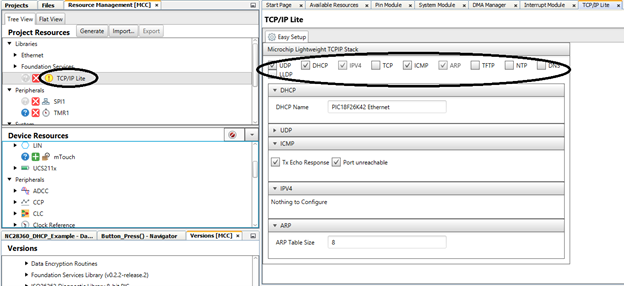 Projects Files Resource Management [MCC] ×
Tree View Flat View
Project Resources Generate Import... Export
Libraries
Ethernet
Foundation Services
TCP/IP Lite
Peripherals
SPI1
TMR1
Device Resources
LIN
mTouch
UCS211x
Peripherals
ADCC
CCP
CLC
Clock Reference
NC28360_DHCP_Example - Da... Button_Press() - Navigator Versions [MCC] ×
Versions
Data Encryption Routines
Foundation Services Library (v0.2.2-release.2)
Start Page × Available Resources × Pin Module × System Module × DMA Manager × Interrupt Module × TCP/IP Lite ×
TCP/IP Lite
Easy Setup
Microchip Lightweight TCPIP Stack
UDP DHCP IPV4 TCP ICMP ARP TFTP NTP DNS
LLDP
DHCP
DHCP Name PIC18F26K42 Ethernet
UDP
ICMP
Tx Echo Response Port unreachable
IPV4
Nothing to Configure
ARP
ARP Table Size 8